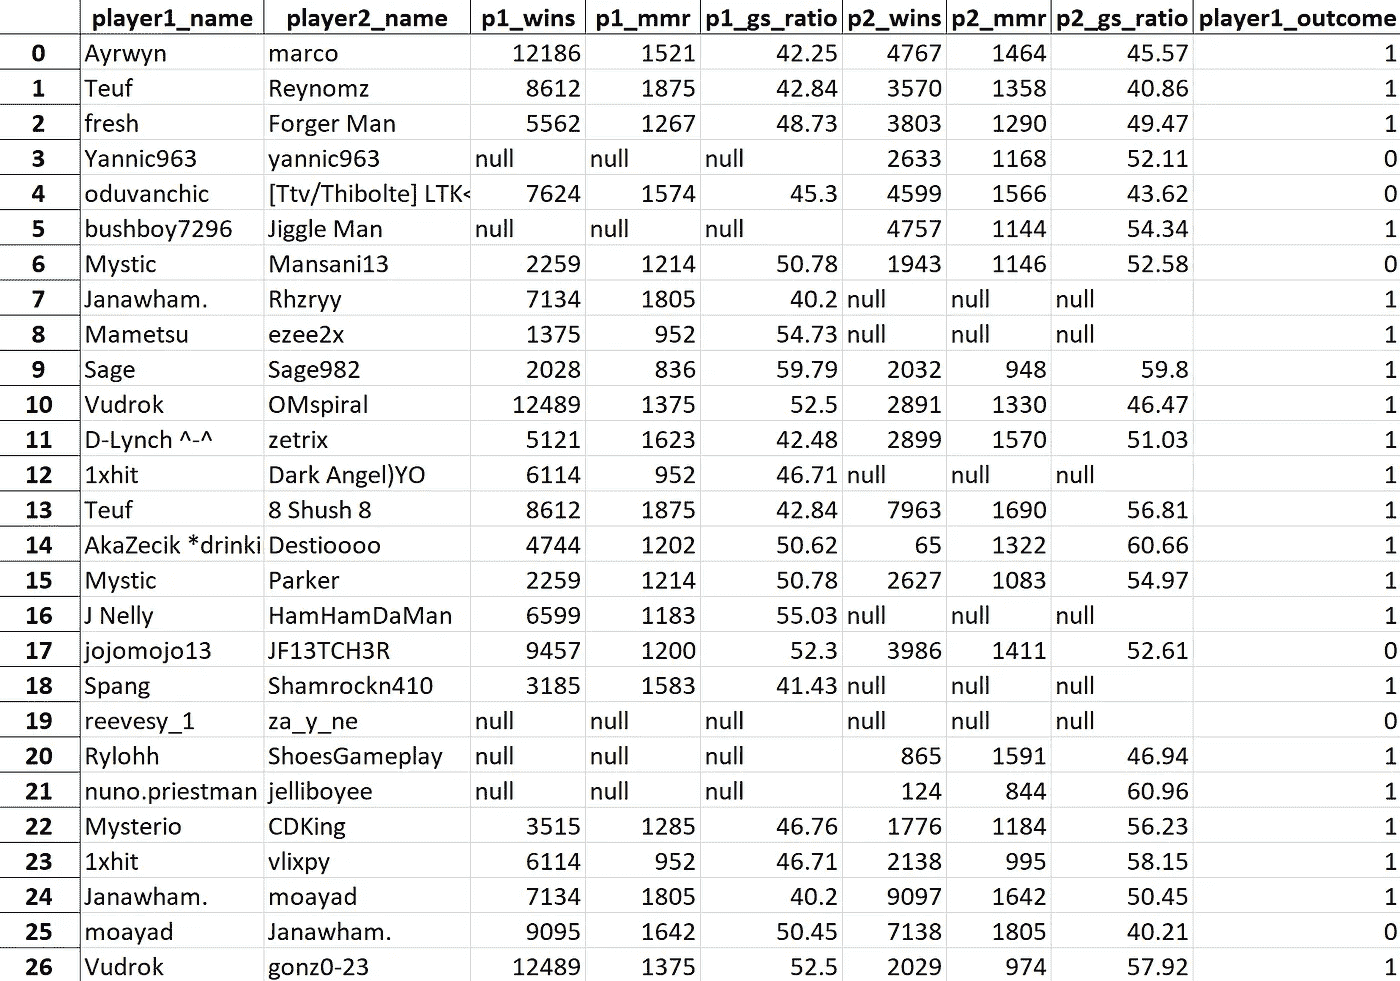 player1_name player2_name p1_wins p1_mmr p1_gs_ratio p2_wins p2_mmr p2_gs_ratio player1_outcome
0 Ayrwyn marco 12186 1521 42.25 4767 1464 45.57 1
1 Teuf Reynomz 8612 1875 42.84 3570 1358 40.86 1
2 fresh Forger Man 5562 1267 48.73 3803 1290 49.47 1
3 Yannic963 yannic963 null null null 2633 1168 52.11 0
4 oduvanchic [Ttv/Thibolte] LTK< 7624 1574 45.3 4599 1566 43.62 0
5 bushboy7296 Jiggle Man null null null 4757 1144 54.34 1
6 Mystic Mansani13 2259 1214 50.78 1943 1146 52.58 0
7 Janawham. Rhzryy 7134 1805 40.2 null null null 1
8 Mametsu ezee2x 1375 952 54.73 null null null 1
9 Sage Sage982 2028 836 59.79 2032 948 59.8 1
10 Vudrok OMspiral 12489 1375 52.5 2891 1330 46.47 1
11 D-Lynch ^-^ zetrix 5121 1623 42.48 2899 1570 51.03 1
12 1xhit Dark Angel)YO 6114 952 46.71 null null null 1
13 Teuf 8 Shush 8 8612 1875 42.84 7963 1690 56.81 1
14 AkaZecik *drinki Destioooo 4744 1202 50.62 65 1322 60.66 1
15 Mystic Parker 2259 1214 50.78 2627 1083 54.97 1
16 J Nelly HamHamDaMan 6599 1183 55.03 null null null 1
17 jojomojo13 JF13TCH3R 9457 1200 52.3 3986 1411 52.61 0
18 Spang Shamrockn410 3185 1583 41.43 null null null 1
19 reevesy_1 za_y_ne null null null null null null 0
20 Rylohh ShoesGameplay null null null 865 1591 46.94 1
21 nuno.priestman jelliboyee null null null 124 844 60.96 1
22 Mysterio CDKing 3515 1285 46.76 1776 1184 56.23 1
23 1xhit vlixpy 6114 952 46.71 2138 995 58.15 1
24 Janawham. moayad 7134 1805 40.2 9097 1642 50.45 1
25 moayad Janawham. 9095 1642 50.45 7138 1805 40.21 0
26 Vudrok gonz0-23 12489 1375 52.5 2029 974 57.92 1